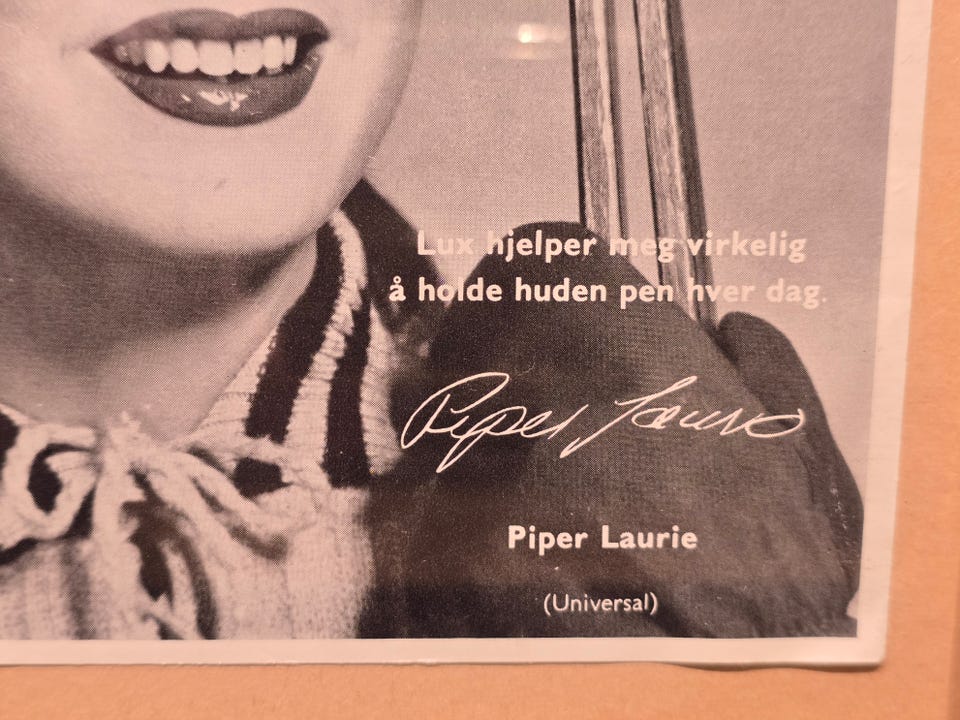 Lux hjelper meg virkelig
å holde huden pen hver dag.
Piper Laurie
Piper Laurie
(Universal)